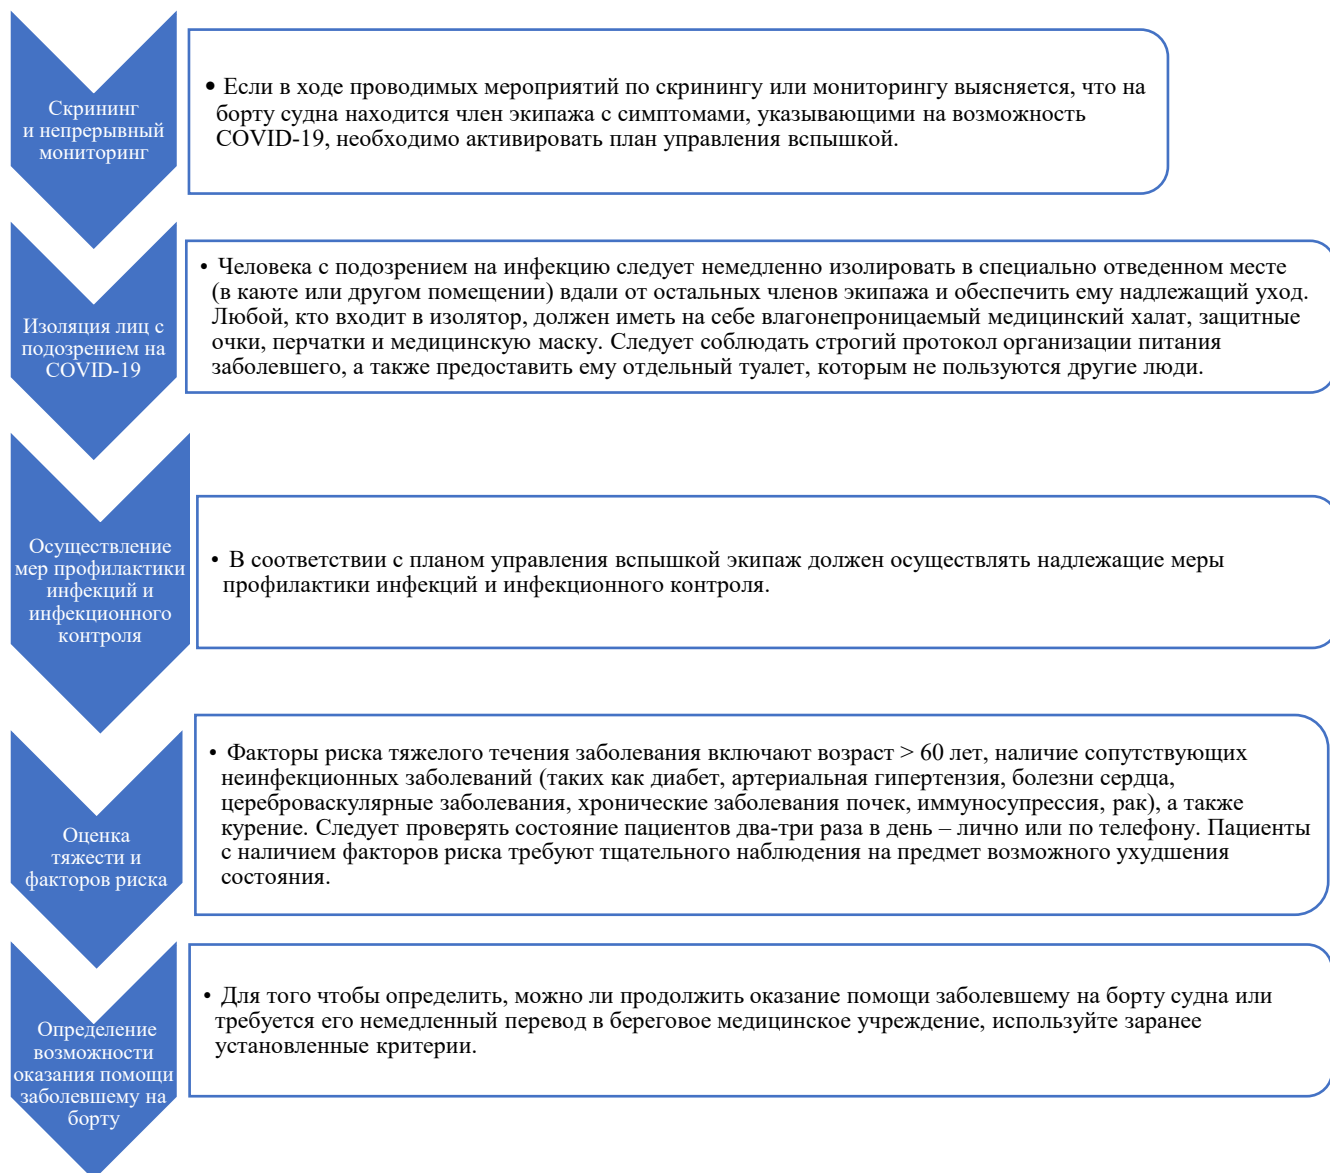 Скрининг
и непрерывный
мониторинг
• Если в ходе проводимых мероприятий по скринингу или мониторингу выясняется, что на
борту судна находится член экипажа с симптомами, указывающими на возможность
COVID-19, необходимо активировать план управления вспышкой.
Изоляция лиц с
подозрением на
COVID-19
• Человека с подозрением на инфекцию следует немедленно изолировать в специально отведенном месте
(в каюте или другом помещении) вдали от остальных членов экипажа и обеспечить ему надлежащий уход.
Любой, кто входит в изолятор, должен иметь на себе влагонепроницаемый медицинский халат, защитные
очки, перчатки и медицинскую маску. Следует соблюдать строгий протокол организации питания
заболевшего, а также предоставить ему отдельный туалет, которым не пользуются другие люди.
Осуществление
мер профилактики
инфекций и
инфекционного
контроля
• В соответствии с планом управления вспышкой экипаж должен осуществлять надлежащие меры
профилактики инфекций и инфекционного контроля.
Оценка
тяжести и
факторов риска
• Факторы риска тяжелого течения заболевания включают возраст > 60 лет, наличие сопутствующих
неинфекционных заболеваний (таких как диабет, артериальная гипертензия, болезни сердца,
цереброваскулярные заболевания, хронические заболевания почек, иммуносупрессия, рак), а также
курение. Следует проверять состояние пациентов два-три раза в день – лично или по телефону. Пациенты
с наличием факторов риска требуют тщательного наблюдения на предмет возможного ухудшения
состояния.
Определение
возможности
оказания помощи
заболевшему на
борту
• Для того чтобы определить, можно ли продолжить оказание помощи заболевшему на борту судна или
требуется его немедленный перевод в береговое медицинское учреждение, используйте заранее
установленные критерии.